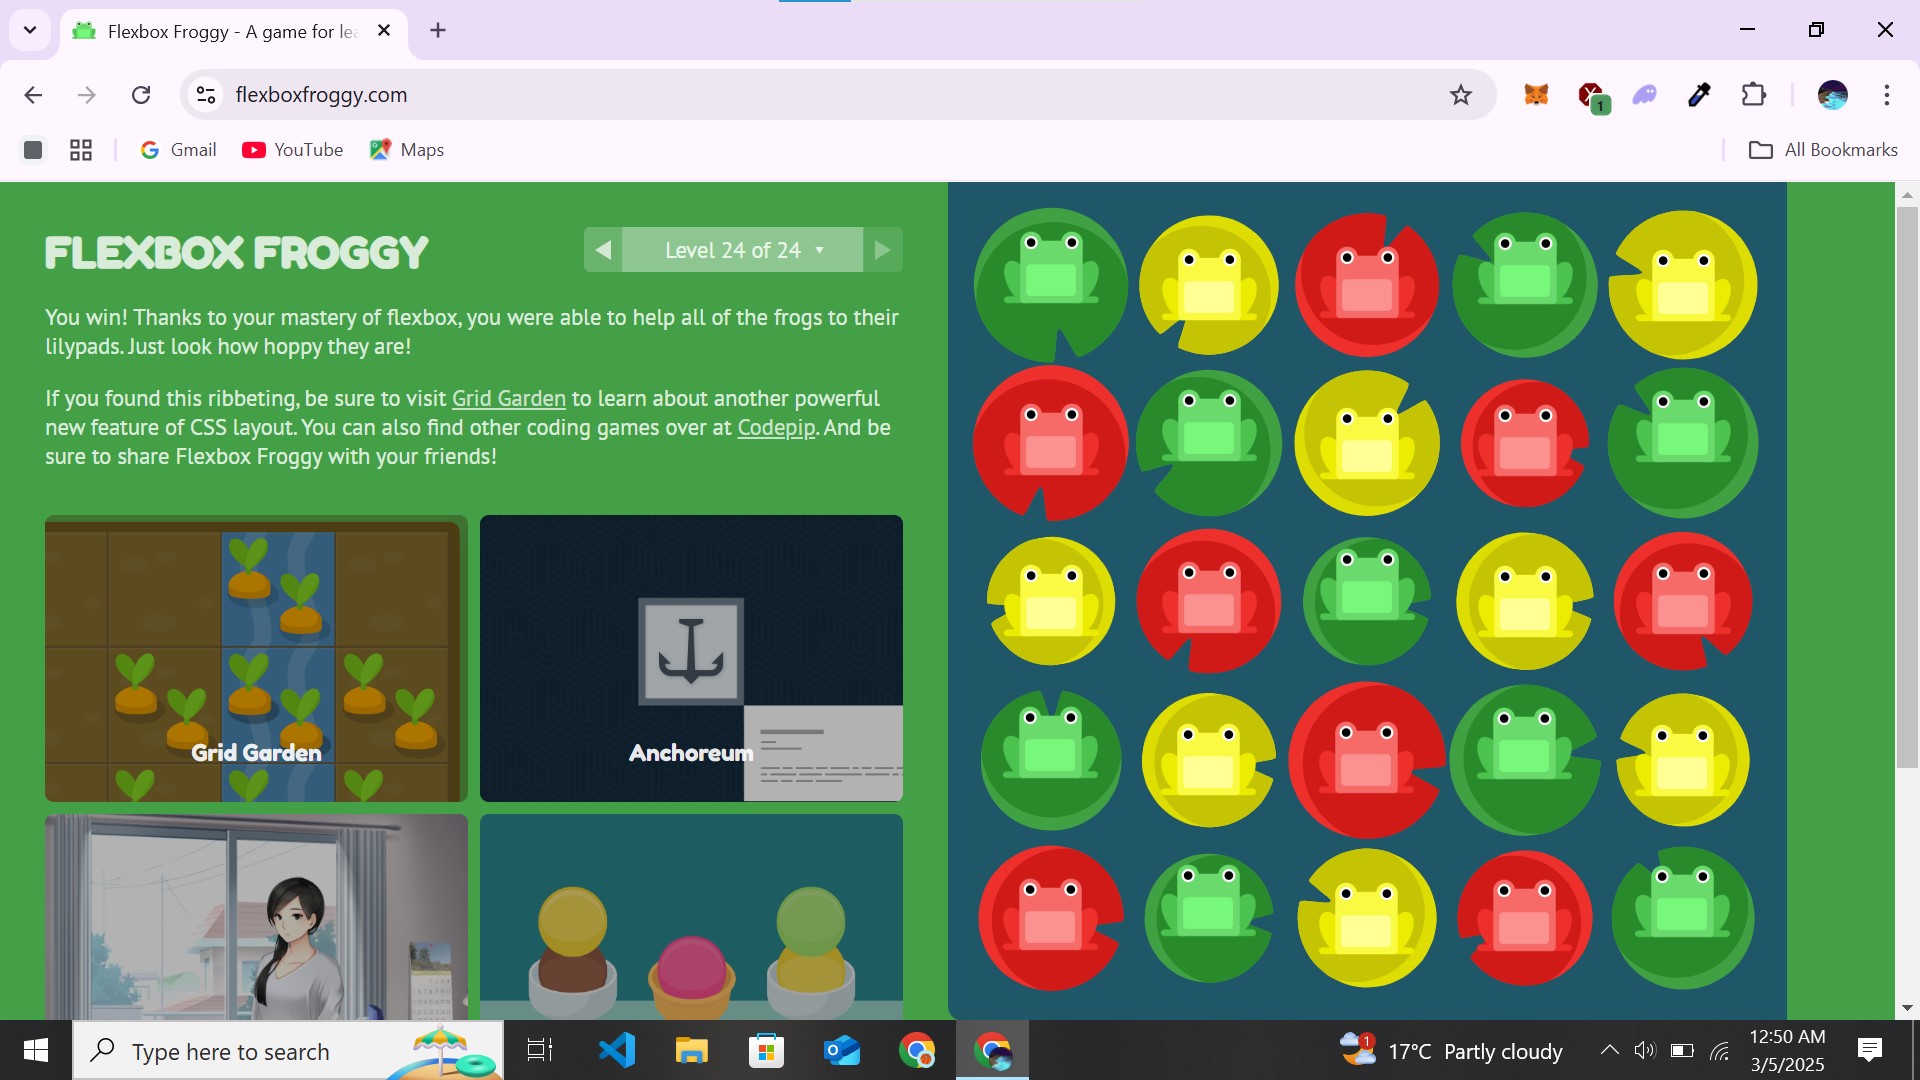 Flexbox Froggy - A game for lea
flexboxfroggy.com
1
Gmail
YouTube
Maps
All Bookmarks
FLEXBOX FROGGY
Level 24 of 24
You win! Thanks to your mastery of flexbox, you were able to help all of the frogs to their
lilypads. Just look how hoppy they are!
If you found this ribbeting, be sure to visit Grid Garden to learn about another powerful
new feature of CSS layout. You can also find other coding games over at Codepip. And be
sure to share Flexbox Froggy with your friends!
Grid Garden
Anchoreum
Type here to search
1
17°C Partly cloudy
12:50 AM
3/5/2025